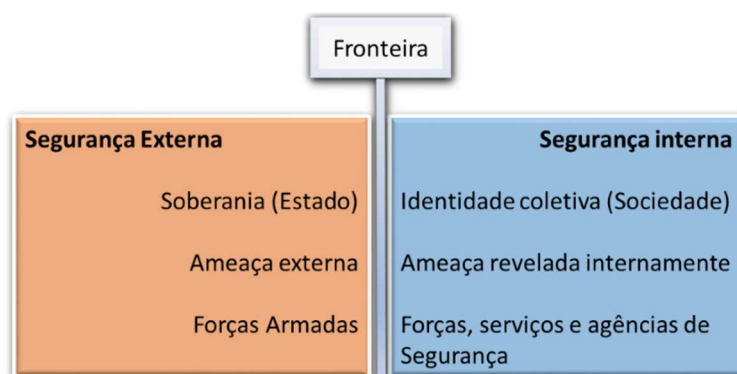 Fronteira
Segurança Externa
Soberania (Estado)
Ameaça externa
Forças Armadas
Segurança interna
Identidade coletiva (Sociedade)
Ameaça revelada internamente
Forças, serviços e agências de
Segurança